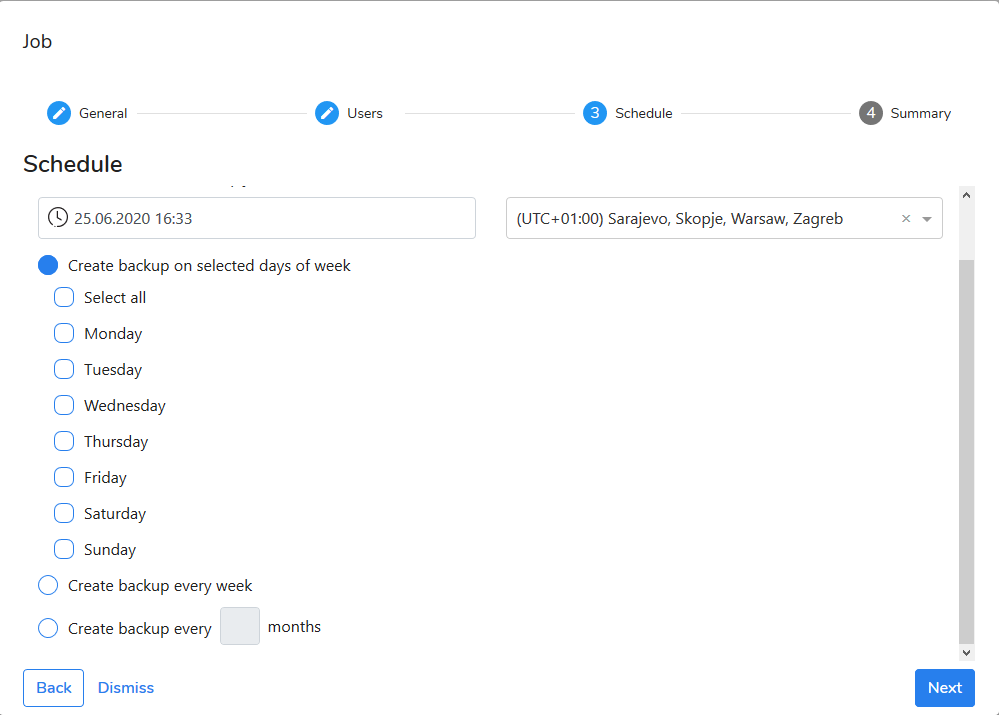 Job
General
Users
3 Schedule
4 Summary
Schedule
25.06.2020 16:33
(UTC+01:00) Sarajevo, Skopje, Warsaw, Zagreb
Create backup on selected days of week
Select all
Monday
Tuesday
Wednesday
Thursday
Friday
Saturday
Sunday
Create backup every week
Create backup every months
Back
Dismiss
Next